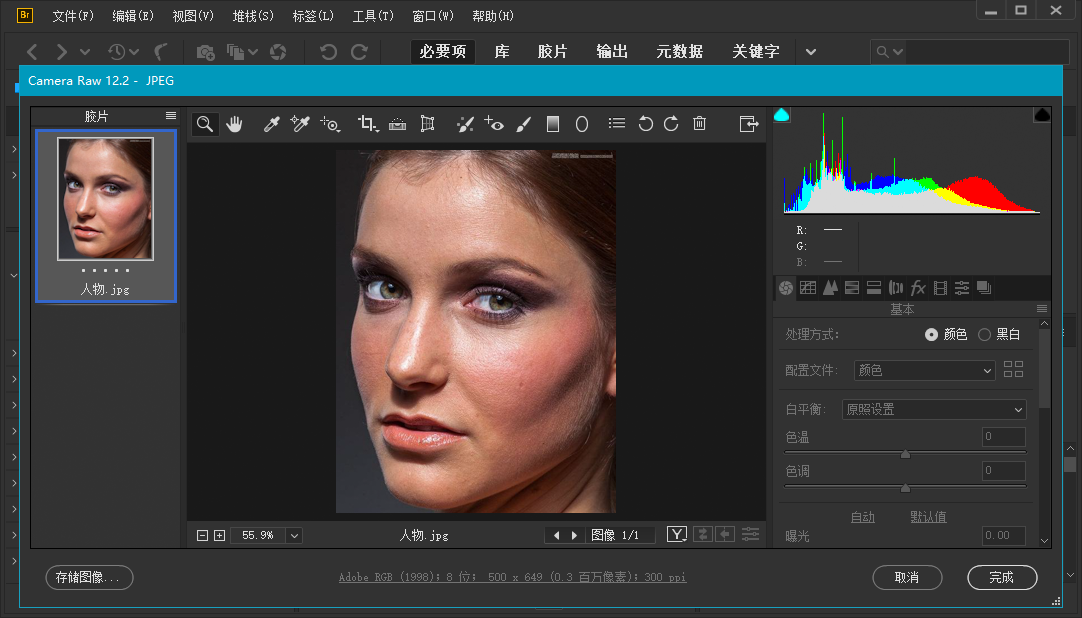 Br 文件(F) 编辑(E) 视图(V) 堆栈(S) 标签(L) 工具(T) 窗口(W) 帮助(H)
必要项 库 胶片 输出 元数据 关键字
Camera Raw 12.2 - JPEG
胶片
人物.jpg
R:
G:
B:
基本
处理方式: 颜色 黑白
配置文件: 颜色
白平衡: 原照设置
色温 0
色调 0
自动 默认值
曝光 0.00
55.9% 人物.jpg 图像 1/1 Y
存储图像... Adobe RGB (1998); 8 位; 500 x 649 (0.3 百万像素); 300 ppi 取消 完成